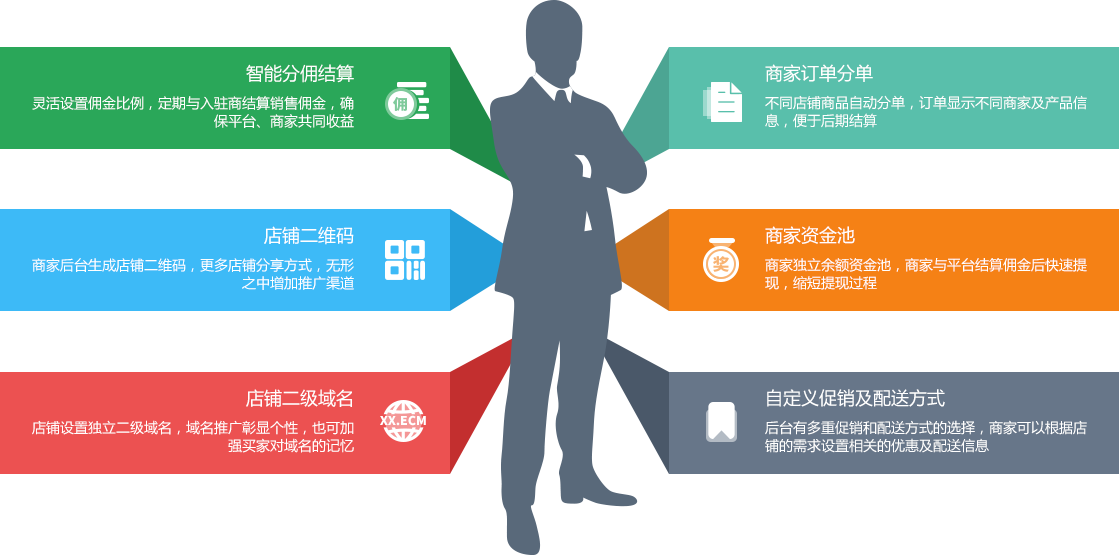 智能分佣结算
灵活设置佣金比例，定期与入驻商结算销售佣金，确
保平台、商家共同收益
佣
商家订单分单
不同店铺商品自动分单，订单显示不同商家及产品信
息，便于后期结算
店铺二维码
商家后台生成店铺二维码，更多店铺分享方式，无形
之中增加推广渠道
商家资金池
商家独立余额资金池，商家与平台结算佣金后快速提
现，缩短提现过程
奖
店铺二级域名
店铺设置独立二级域名，域名推广彰显个性，也可加
强买家对域名的记忆
XX.ECM
自定义促销及配送方式
后台有多重促销和配送方式的选择，商家可以根据店
铺的需求设置相关的优惠及配送信息